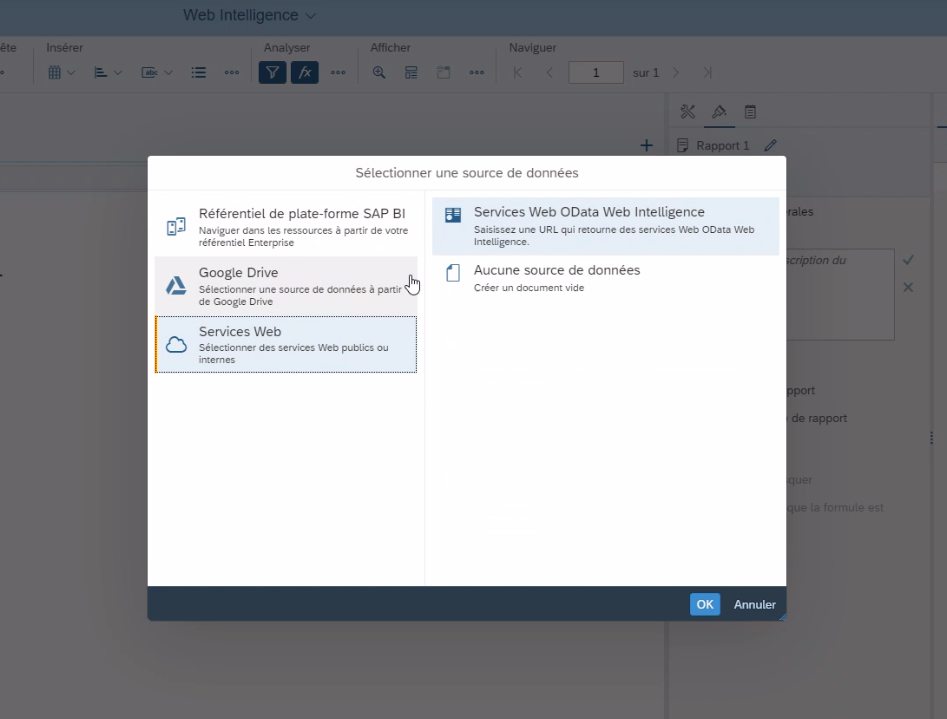 Web Intelligence
ête
Insérer
Analyser
Afficher
Naviguer
abc
fx
1
sur 1
Rapport 1
Sélectionner une source de données
Référentiel de plate-forme SAP BI
Naviguer dans les ressources à partir de votre
référentiel Enterprise
Google Drive
Sélectionner une source de données à partir
de Google Drive
Services Web
Sélectionner des services Web publics ou
internes
Services Web OData Web Intelligence
Saisissez une URL qui retourne des services Web OData Web
Intelligence.
Aucune source de données
Créer un document vide
rales
scription du
pport
de rapport
quer
que la formule est
OK
Annuler